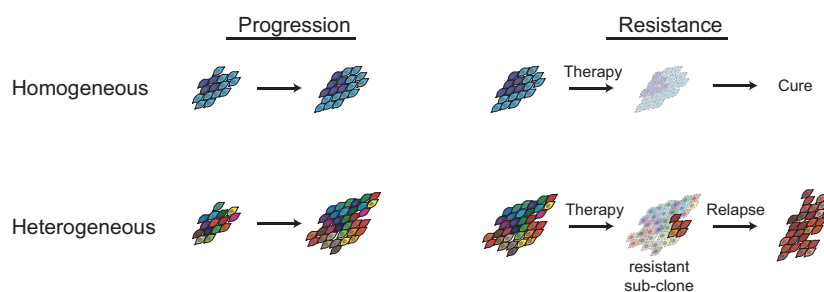 Progression
Resistance
Homogeneous
Therapy
Cure
Heterogeneous
Therapy
Relapse
resistant
sub-clone